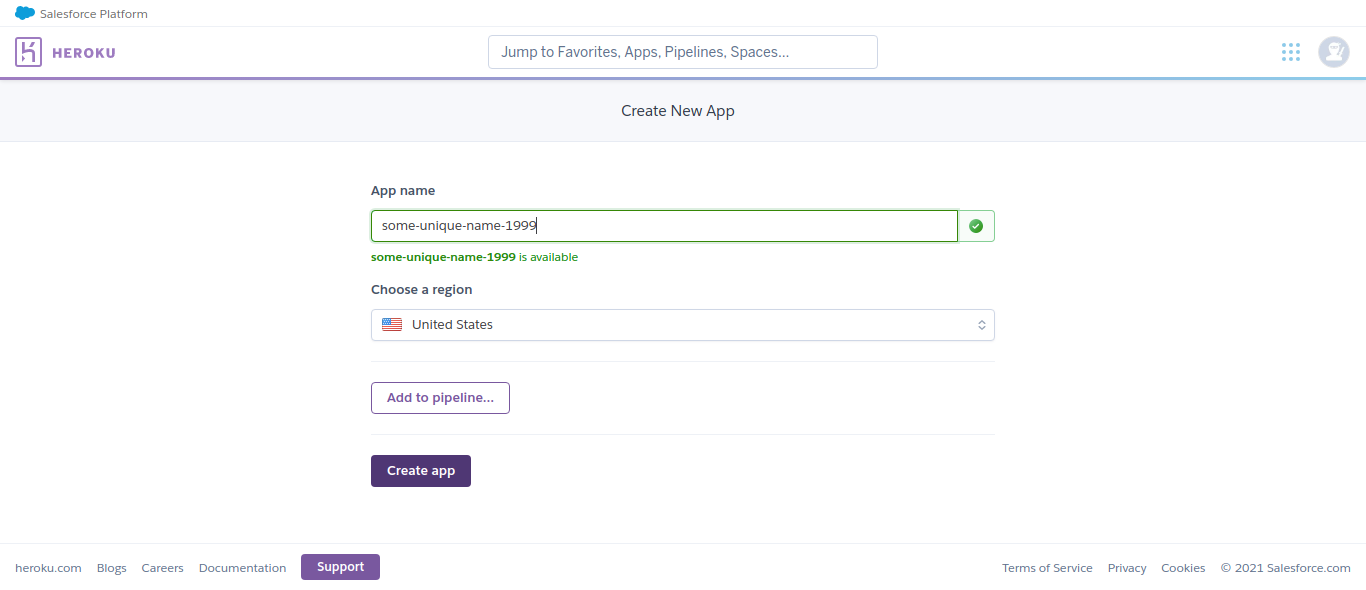 Salesforce Platform
HEROKU
Jump to Favorites, Apps, Pipelines, Spaces...
Create New App
App name
some-unique-name-1999
some-unique-name-1999 is available
Choose a region
United States
Add to pipeline...
Create app
heroku.com Blogs Careers Documentation Support Terms of Service Privacy Cookies © 2021 Salesforce.com